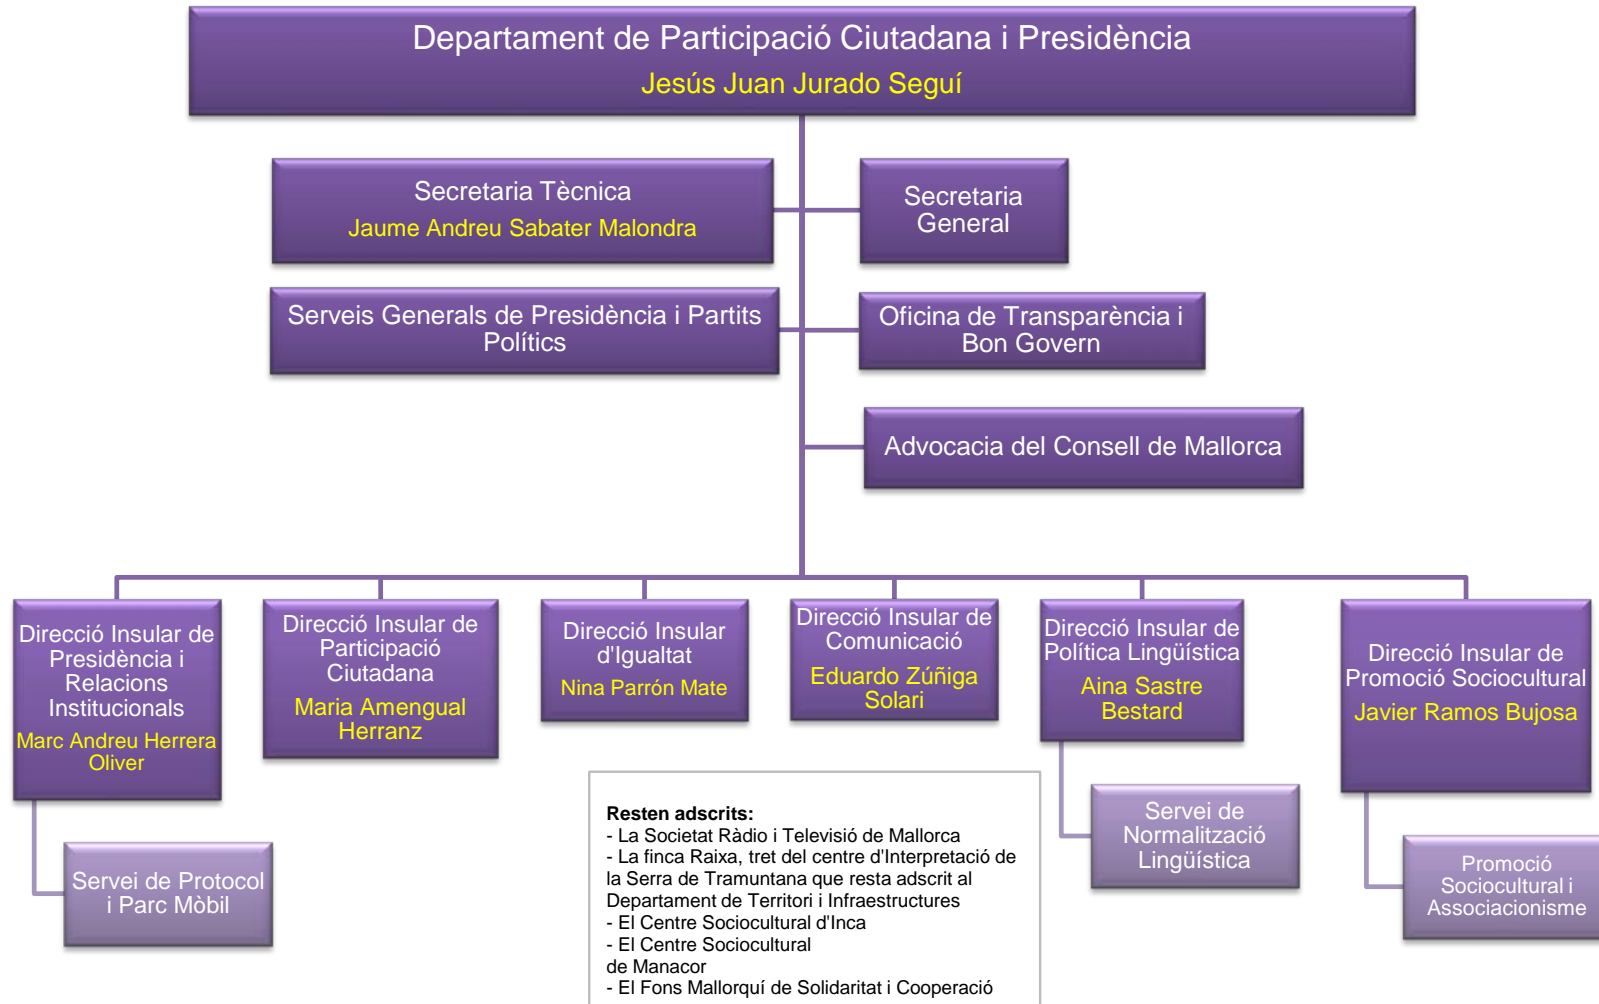 Departament de Participació Ciutadana i Presidència
Jesús Juan Jurado Seguí
Secretaria Tècnica
Jaume Andreu Sabater Malondra
Secretaria
General
Serveis Generals de Presidència i Partits
Polítics
Oficina de Transparència i
Bon Govern
Advocacia del Consell de Mallorca
Direcció Insular de
Presidència i
Relacions
Institucionals
Marc Andreu Herrera
Oliver
Direcció Insular de
Participació
Ciutadana
Maria Amengual
Herranz
Direcció Insular
d'Igualtat
Nina Parrón Mate
Direcció Insular de
Comunicació
Eduardo Zúñiga
Solari
Direcció Insular de
Política Lingüística
Aina Sastre
Bestard
Direcció Insular de
Promoció Sociocultural
Javier Ramos Bujosa
Servei de Protocol
i Parc Mòbil
Resten adscrits:
- La Societat Ràdio i Televisió de Mallorca
- La finca Raixa, tret del centre d'Interpretació de
la Serra de Tramuntana que resta adscrit al
Departament de Territori i Infraestructures
- El Centre Sociocultural d'Inca
- El Centre Sociocultural
de Manacor
- El Fons Mallorquí de Solidaritat i Cooperació
Servei de
Normalització
Lingüística
Promoció
Sociocultural i
Associacionisme